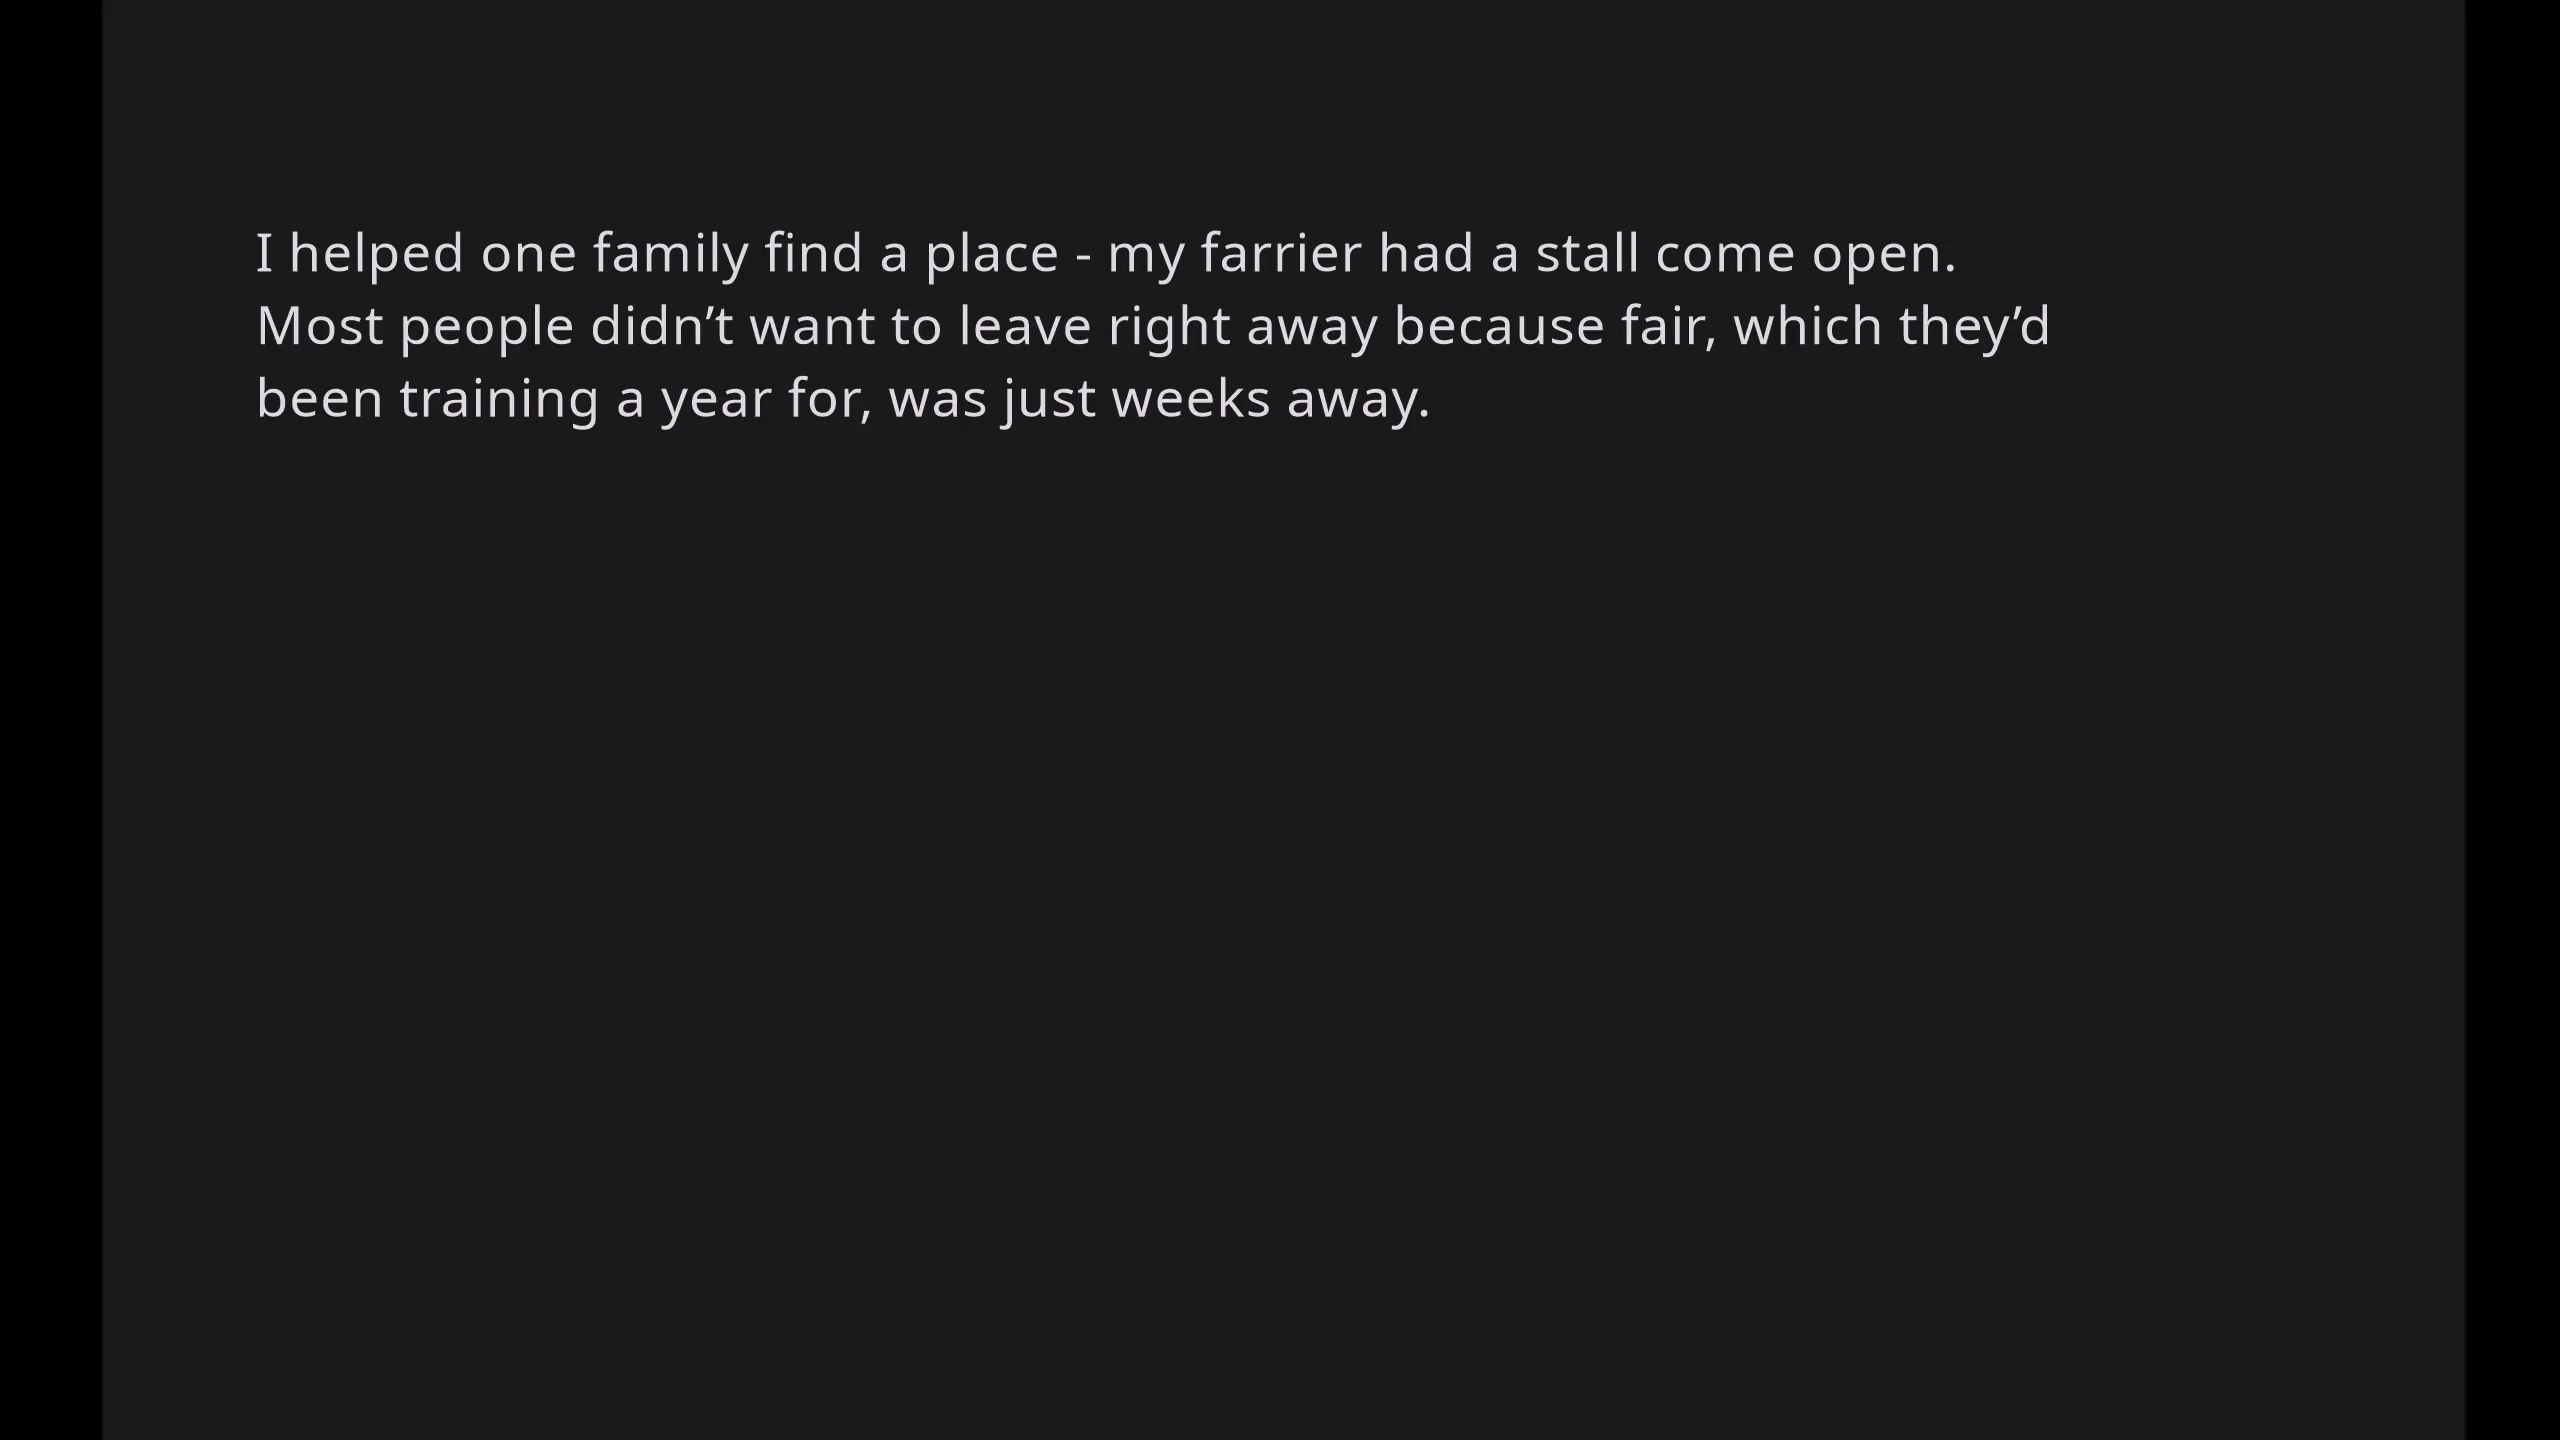 I helped one family find a place - my farrier had a stall come open.
Most people didn’t want to leave right away because fair, which they’d
been training a year for, was just weeks away.